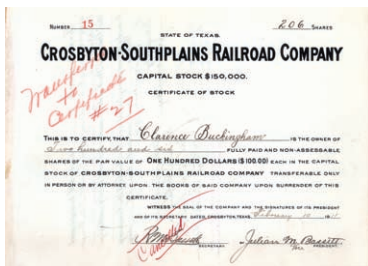 NUMBER 15 206 SHARES
STATE OF TEXAS.
CROSBYTON-SOUTHPLAINS RAILROAD COMPANY
CAPITAL STOCK $150,000.
CERTIFICATE OF STOCK
Transferred
to
Certificate
#27
THIS IS TO CERTIFY, THAT Clarence Buckingham IS THE OWNER OF
Two hundred and six FULLY PAID AND NON-ASSESSABLE
SHARES OF THE PAR VALUE OF ONE HUNDRED DOLLARS ($100.00) EACH IN THE CAPITAL
STOCK OF CROSBYTON-SOUTHPLAINS RAILROAD COMPANY TRANSFERABLE ONLY
IN PERSON OR BY ATTORNEY UPON THE BOOKS OF SAID COMPANY UPON SURRENDER OF THIS
CERTIFICATE.
WITNESS THE SEAL OF THE COMPANY AND THE SIGNATURES OF ITS PRESIDENT
AND OF ITS SECRETARY DATED, CROSBYTON, TEXAS, February 10
Cancelled
SECRETARY Julian M. Bassett PRESIDENT.